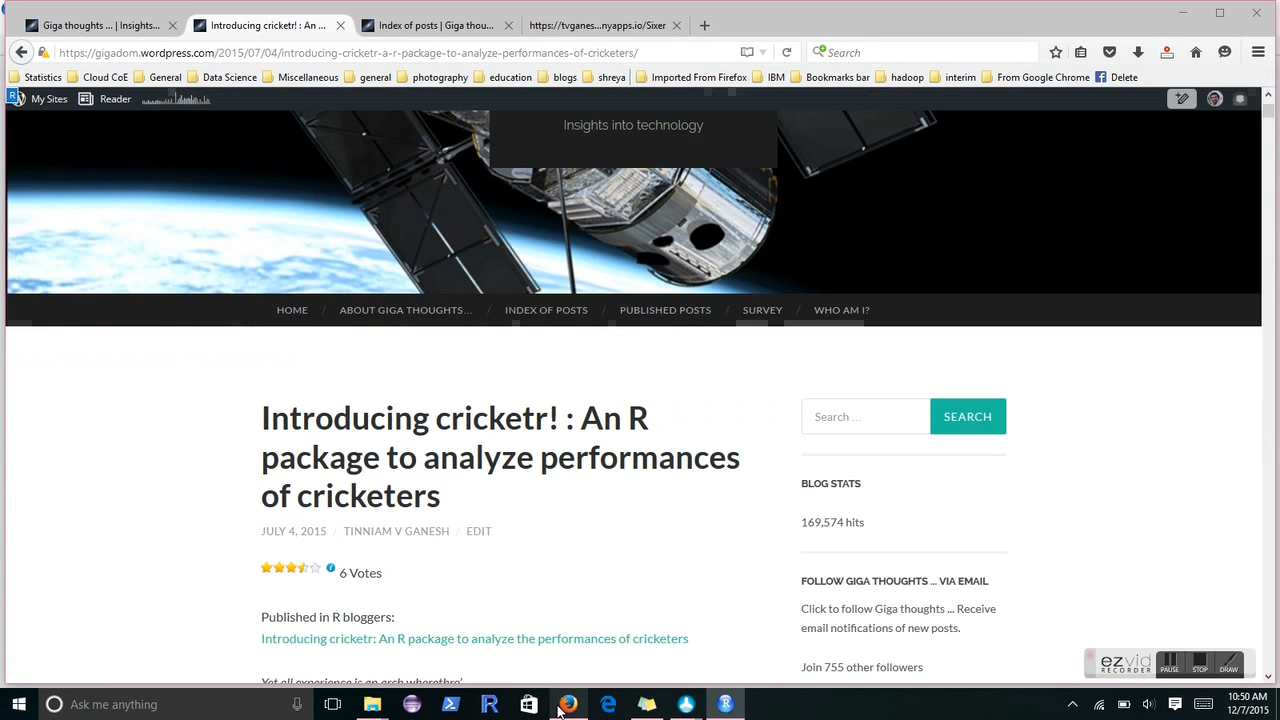 Giga thoughts ... | Insights...
Introducing cricketr! : An ...
Index of posts | Giga thou...
https://tvganes...nyapps.io/Sixer
https://gigadom.wordpress.com/2015/07/04/introducing-cricketr-a-r-package-to-analyze-performances-of-cricketers/
Search
Statistics Cloud CoE General Data Science Miscellaneous general photography education blogs shreya Imported From Firefox IBM Bookmarks bar hadoop interim From Google Chrome Delete
My Sites Reader
Insights into technology
HOME / ABOUT GIGA THOUGHTS... / INDEX OF POSTS / PUBLISHED POSTS / SURVEY / WHO AM I?
Introducing cricketr! : An R
package to analyze performances
of cricketers
JULY 4, 2015 / TINNIAM V GANESH / EDIT
6 Votes
Published in R bloggers:
Introducing cricketr: An R package to analyze the performances of cricketers
Yet all experience is an arch wherethro'
Search ...
SEARCH
BLOG STATS
169,574 hits
FOLLOW GIGA THOUGHTS ... VIA EMAIL
Click to follow Giga thoughts ... Receive
email notifications of new posts.
Join 755 other followers
ezvid
RECORDER
PAUSE STOP DRAW
Ask me anything
10:50 AM
12/7/2015